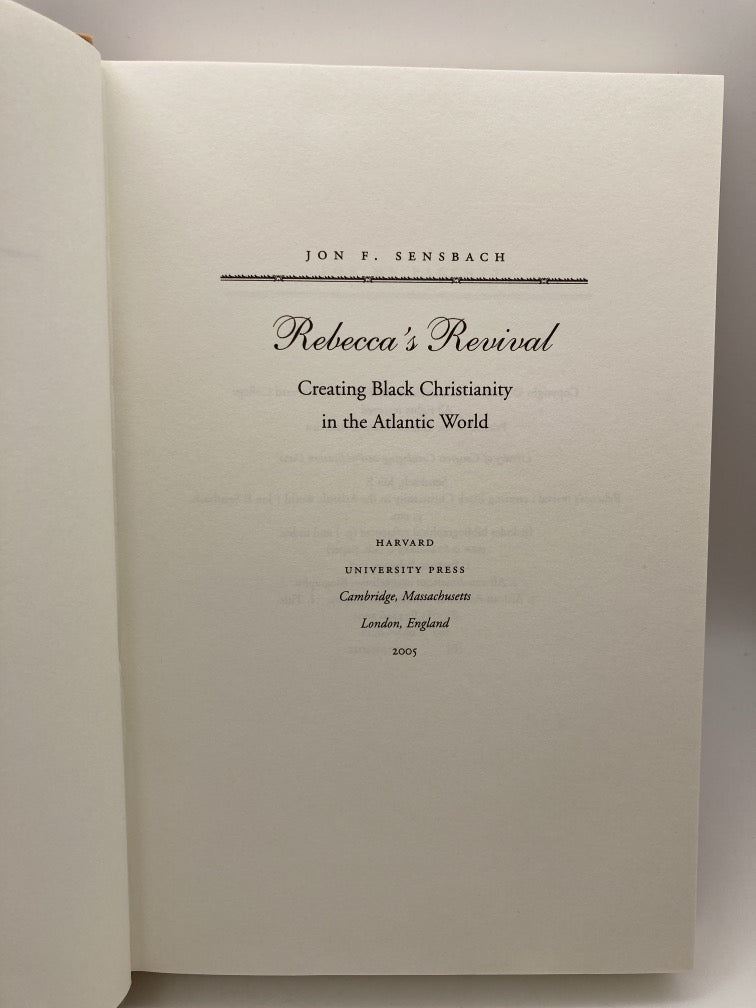 JON F. SENSBACH
Rebecca's Revival
Creating Black Christianity
in the Atlantic World
HARVARD
UNIVERSITY PRESS
Cambridge, Massachusetts
London, England
2005